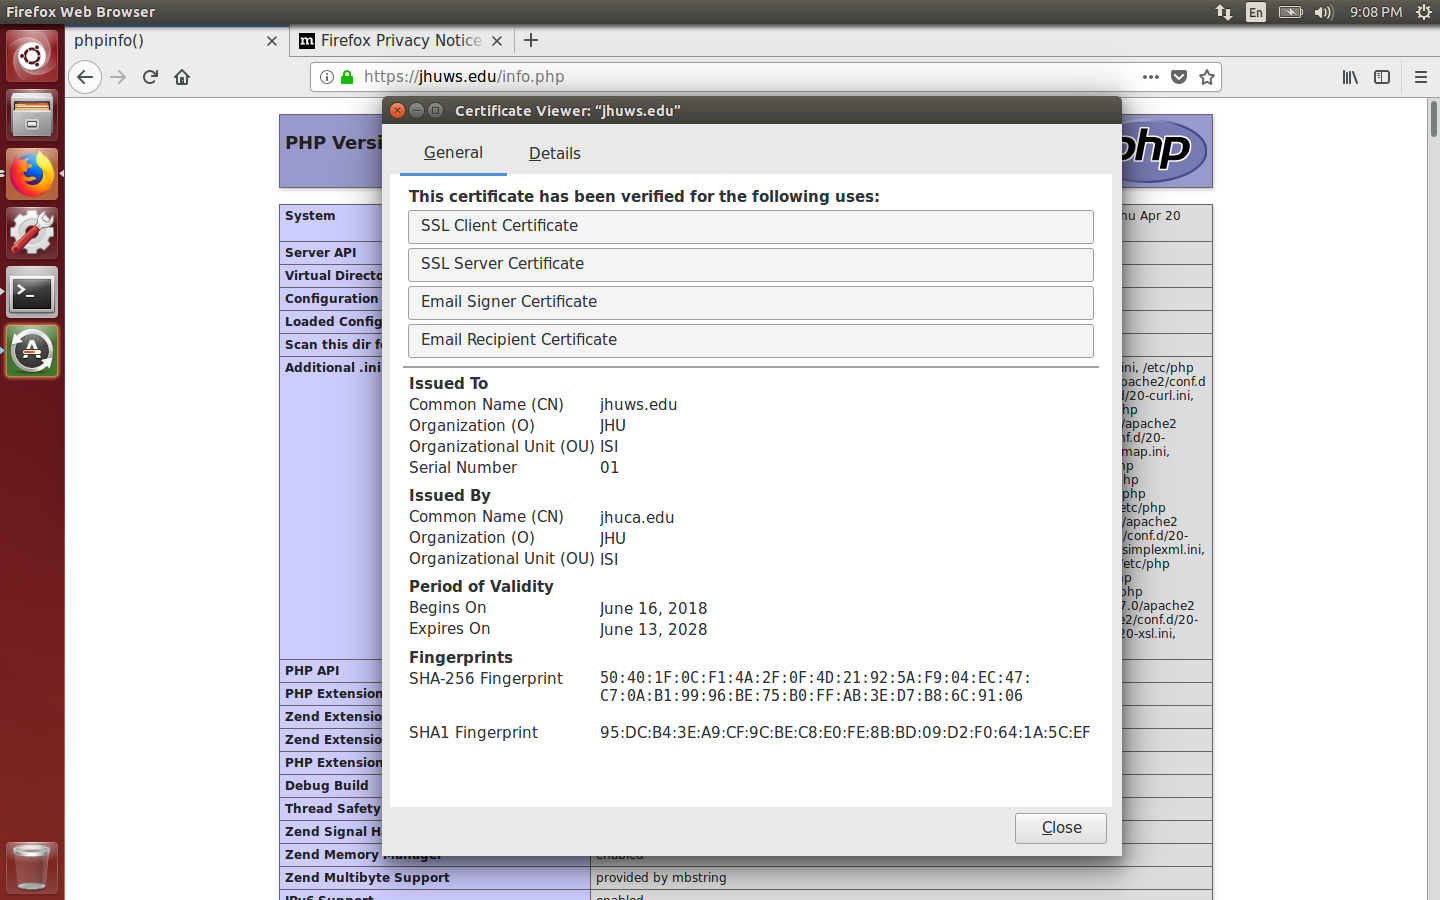 Firefox Web Browser
En
9:08 PM
phpinfo()
Firefox Privacy Notice
https://jhuws.edu/info.php
Certificate Viewer: “jhuws.edu”
General
Details
This certificate has been verified for the following uses:
SSL Client Certificate
SSL Server Certificate
Email Signer Certificate
Email Recipient Certificate
Issued To
Common Name (CN) jhuws.edu
Organization (O) JHU
Organizational Unit (OU) ISI
Serial Number 01
Issued By
Common Name (CN) jhuca.edu
Organization (O) JHU
Organizational Unit (OU) ISI
Period of Validity
Begins On June 16, 2018
Expires On June 13, 2028
Fingerprints
SHA-256 Fingerprint 50:40:1F:0C:F1:4A:2F:0F:4D:21:92:5A:F9:04:EC:47:
C7:0A:B1:99:96:BE:75:B0:FF:AB:3E:D7:B8:6C:91:06
SHA1 Fingerprint 95:DC:B4:3E:A9:CF:9C:BE:C8:E0:FE:8B:BD:09:D2:F0:64:1A:5C:EF
Close
PHP Versi
php
System
Apr 20
Server API
Virtual Directo
Configuration
Loaded Config
Scan this dir f
Additional .ini
ini, /etc/php
apache2/conf.d
d/20-curl.ini,
/apache2
nf.d/20-
map.ini,
php
etc/php
/apache2
/conf.d/20-
simplexml.ini,
/etc/php
php
7.0/apache2
e2/conf.d/20-
20-xsl.ini,
PHP API
PHP Extension
Zend Extensio
Zend Extensio
PHP Extension
Debug Build
Thread Safety
Zend Signal H
Zend Memory Manager enabled
Zend Multibyte Support provided by mbstring
IPv6 Support enabled